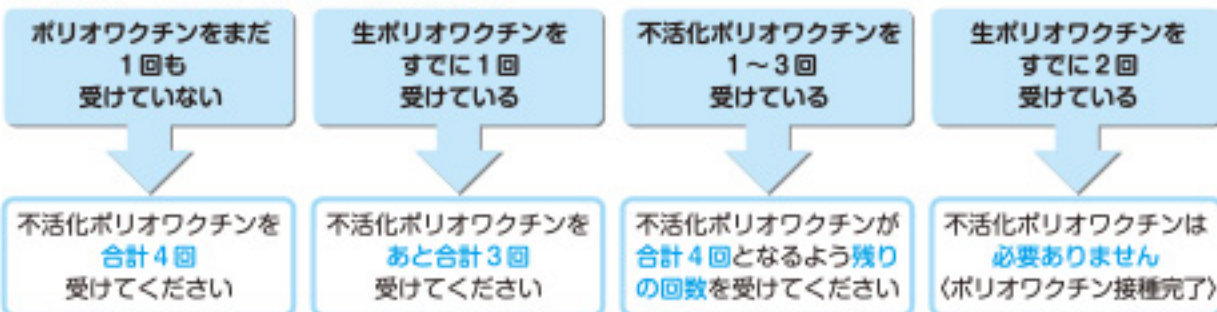 ポリオワクチンをまだ
1回も
受けていない
生ポリオワクチンを
すでに1回
受けている
不活化ポリオワクチンを
1～3回
受けている
生ポリオワクチンを
すでに2回
受けている
不活化ポリオワクチンを
合計4回
受けてください
不活化ポリオワクチンを
あと合計3回
受けてください
不活化ポリオワクチンが
合計4回となるよう残り
の回数を受けてください
不活化ポリオワクチンは
必要ありません
〈ポリオワクチン接種完了〉